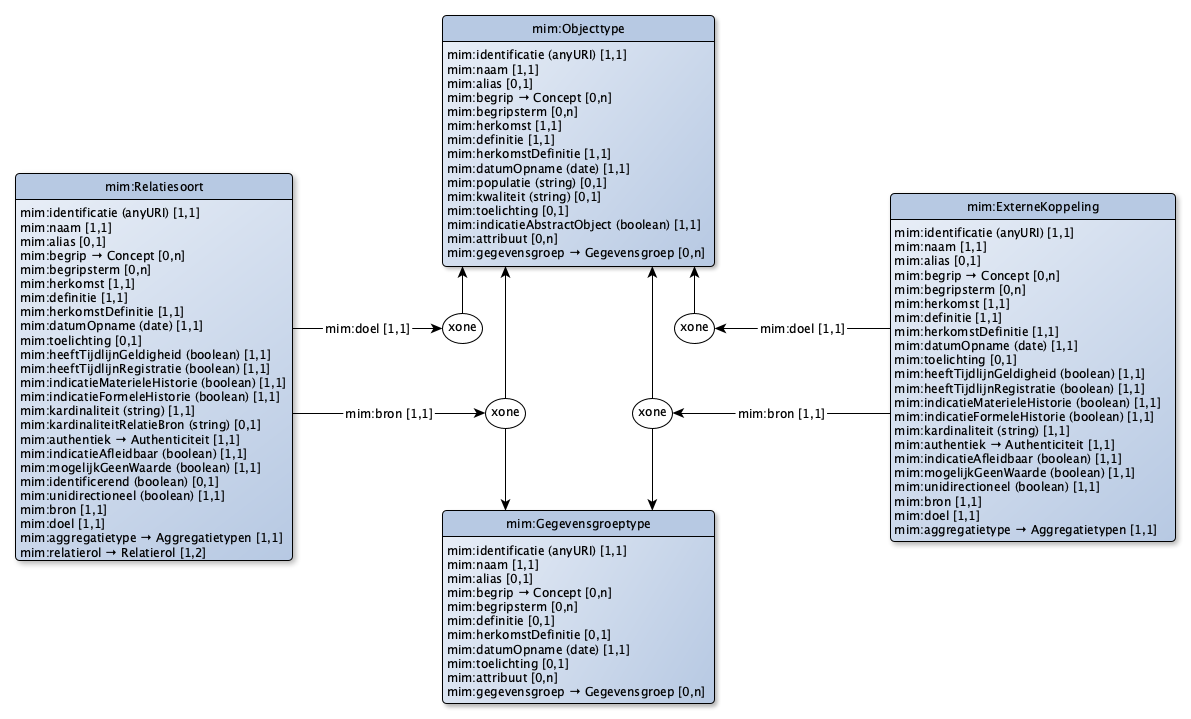 mim:Objecttype
mim:identificatie (anyURI) [1,1]
mim:naam [1,1]
mim:alias [0,1]
mim:begrip → Concept [0,n]
mim:begripsterm [0,n]
mim:herkomst [1,1]
mim:definitie [1,1]
mim:herkomstDefinitie [1,1]
mim:datumOpname (date) [1,1]
mim:populatie (string) [0,1]
mim:kwaliteit (string) [0,1]
mim:toelichting [0,1]
mim:indicatieAbstractObject (boolean) [1,1]
mim:attribuut [0,n]
mim:gegevensgroep → Gegevensgroep [0,n]
mim:Relatiesoort
mim:identificatie (anyURI) [1,1]
mim:naam [1,1]
mim:alias [0,1]
mim:begrip → Concept [0,n]
mim:begripsterm [0,n]
mim:herkomst [1,1]
mim:definitie [1,1]
mim:herkomstDefinitie [1,1]
mim:datumOpname (date) [1,1]
mim:toelichting [0,1]
mim:heeftTijdlijnGeldigheid (boolean) [1,1]
mim:heeftTijdlijnRegistratie (boolean) [1,1]
mim:indicatieMaterieleHistorie (boolean) [1,1]
mim:indicatieFormeleHistorie (boolean) [1,1]
mim:kardinaliteit (string) [1,1]
mim:kardinaliteitRelatieBron (string) [0,1]
mim:authentiek → Authenticiteit [1,1]
mim:indicatieAfleidbaar (boolean) [1,1]
mim:mogelijkGeenWaarde (boolean) [1,1]
mim:identificerend (boolean) [0,1]
mim:unidirectioneel (boolean) [1,1]
mim:bron [1,1]
mim:doel [1,1]
mim:aggregatietype → Aggregatietypen [1,1]
mim:relatierol → Relatierol [1,2]
mim:doel [1,1]
xone
mim:bron [1,1]
xone
xone
mim:doel [1,1]
xone
mim:bron [1,1]
mim:ExterneKoppeling
mim:identificatie (anyURI) [1,1]
mim:naam [1,1]
mim:alias [0,1]
mim:begrip → Concept [0,n]
mim:begripsterm [0,n]
mim:herkomst [1,1]
mim:definitie [1,1]
mim:herkomstDefinitie [1,1]
mim:datumOpname (date) [1,1]
mim:toelichting [0,1]
mim:heeftTijdlijnGeldigheid (boolean) [1,1]
mim:heeftTijdlijnRegistratie (boolean) [1,1]
mim:indicatieMaterieleHistorie (boolean) [1,1]
mim:indicatieFormeleHistorie (boolean) [1,1]
mim:kardinaliteit (string) [1,1]
mim:authentiek → Authenticiteit [1,1]
mim:indicatieAfleidbaar (boolean) [1,1]
mim:mogelijkGeenWaarde (boolean) [1,1]
mim:unidirectioneel (boolean) [1,1]
mim:bron [1,1]
mim:doel [1,1]
mim:aggregatietype → Aggregatietypen [1,1]
mim:Gegevensgroeptype
mim:identificatie (anyURI) [1,1]
mim:naam [1,1]
mim:alias [0,1]
mim:begrip → Concept [0,n]
mim:begripsterm [0,n]
mim:definitie [0,1]
mim:herkomstDefinitie [0,1]
mim:datumOpname (date) [1,1]
mim:toelichting [0,1]
mim:attribuut [0,n]
mim:gegevensgroep → Gegevensgroep [0,n]